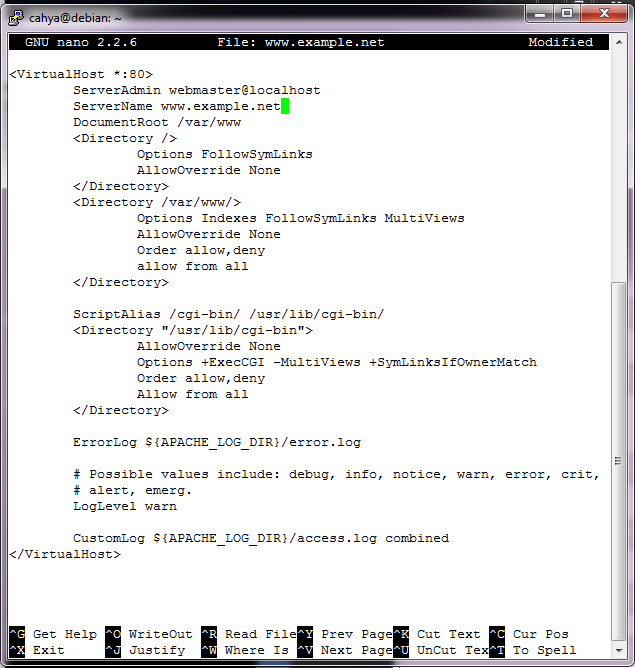 cahya@debian: ~
GNU nano 2.2.6 File: www.example.net Modified
<VirtualHost *:80>
        ServerAdmin webmaster@localhost
        ServerName www.example.net
        DocumentRoot /var/www
        <Directory />
                Options FollowSymLinks
                AllowOverride None
        </Directory>
        <Directory /var/www/>
                Options Indexes FollowSymLinks MultiViews
                AllowOverride None
                Order allow,deny
                allow from all
        </Directory>
        ScriptAlias /cgi-bin/ /usr/lib/cgi-bin/
        <Directory "/usr/lib/cgi-bin">
                AllowOverride None
                Options +ExecCGI -MultiViews +SymLinksIfOwnerMatch
                Order allow,deny
                Allow from all
        </Directory>
        ErrorLog ${APACHE_LOG_DIR}/error.log
        # Possible values include: debug, info, notice, warn, error, crit,
        # alert, emerg.
        LogLevel warn
        CustomLog ${APACHE_LOG_DIR}/access.log combined
</VirtualHost>
^G Get Help ^O WriteOut ^R Read File^Y Prev Page^K Cut Text ^C Cur Pos
^X Exit ^J Justify ^W Where Is ^V Next Page^U UnCut Tex^T To Spell